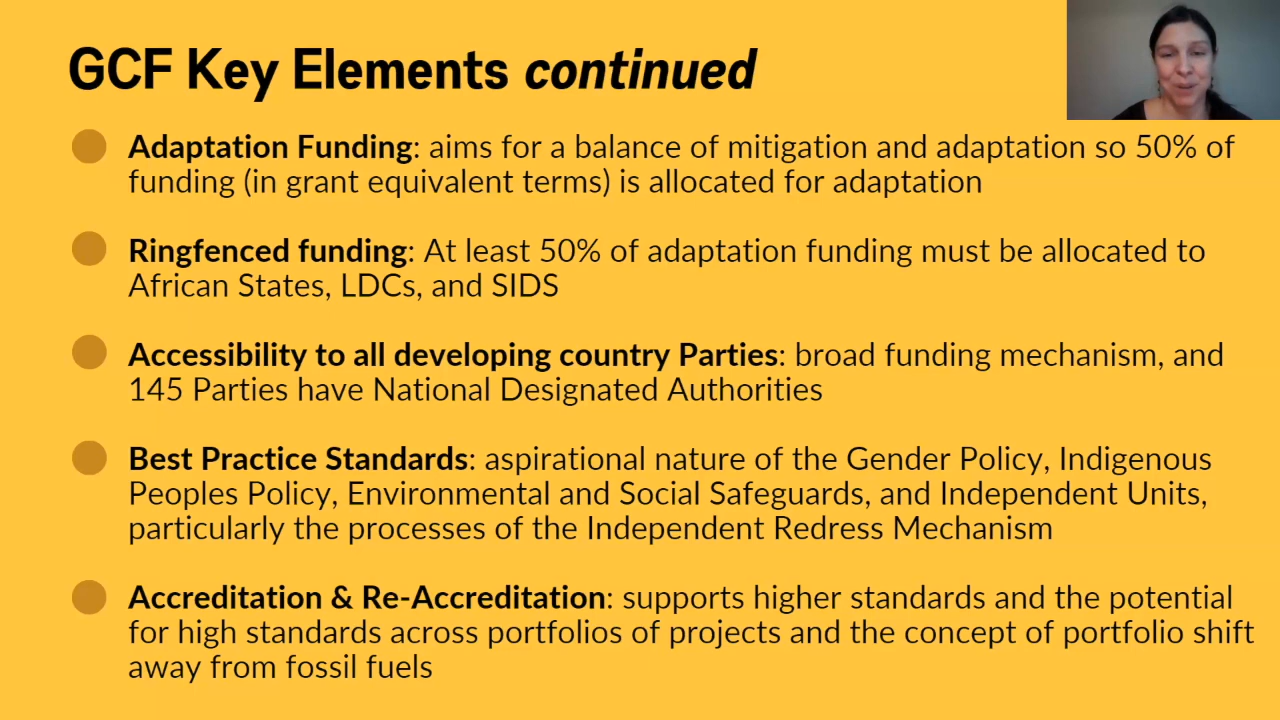 GCF Key Elements continued
Adaptation Funding: aims for a balance of mitigation and adaptation so 50% of
funding (in grant equivalent terms) is allocated for adaptation
Ringfenced funding: At least 50% of adaptation funding must be allocated to
African States, LDCs, and SIDS
Accessibility to all developing country Parties: broad funding mechanism, and
145 Parties have National Designated Authorities
Best Practice Standards: aspirational nature of the Gender Policy, Indigenous
Peoples Policy, Environmental and Social Safeguards, and Independent Units,
particularly the processes of the Independent Redress Mechanism
Accreditation & Re-Accreditation: supports higher standards and the potential
for high standards across portfolios of projects and the concept of portfolio shift
away from fossil fuels